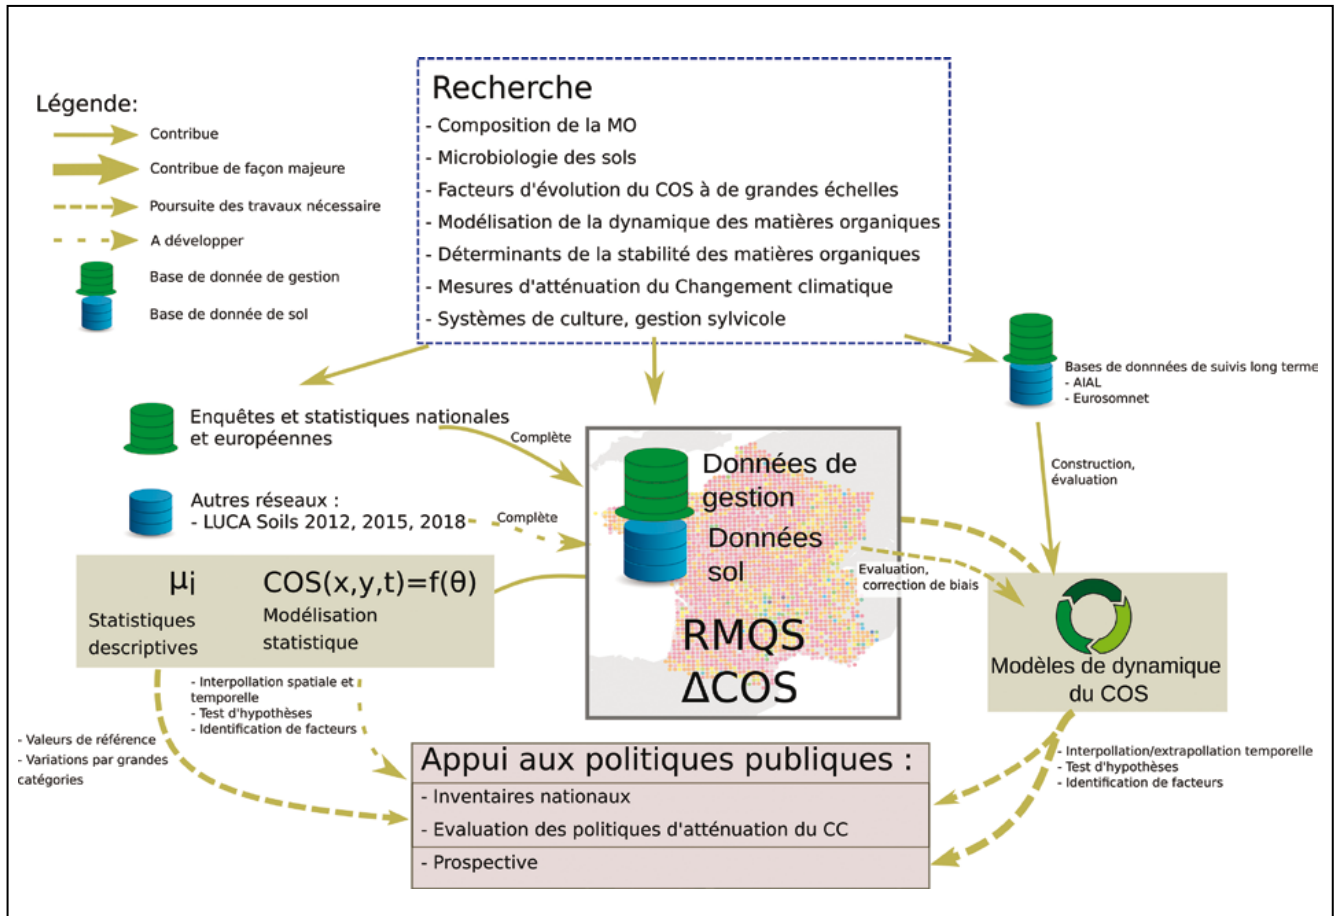 Légende:
Contribue
Contribue de façon majeure
Poursuite des travaux nécessaire
A développer
Base de donnée de gestion
Base de donnée de sol
Recherche
- Composition de la MO
- Microbiologie des sols
- Facteurs d'évolution du COS à de grandes échelles
- Modélisation de la dynamique des matières organiques
- Déterminants de la stabilité des matières organiques
- Mesures d'atténuation du Changement climatique
- Systèmes de culture, gestion sylvicole
Bases de donnnées de suivis long terme
- AIAL
- Eurosomnet
Enquêtes et statistiques nationales
et européennes
Complète
Autres réseaux :
- LUCA Soils 2012, 2015, 2018
Complète
Données de
gestion
Données
sol
RMQS
ΔCOS
Construction,
évaluation
Evaluation,
correction de biais
µi
Statistiques
descriptives
COS(x,y,t)=f(θ)
Modélisation
statistique
Modèles de dynamique
du COS
- Interpollation spatiale et
temporelle
- Test d'hypothèses
- Identification de facteurs
- Valeurs de référence
- Variations par grandes
catégories
Appui aux politiques publiques :
- Inventaires nationaux
- Evaluation des politiques d'atténuation du CC
- Prospective
- Interpollation/extrapollation temporelle
- Test d'hypothèses
- Identification de facteurs